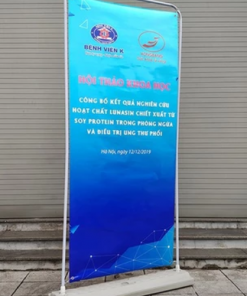 BỆNH VIỆN K
HỘI THẢO KHOA HỌC
CÔNG BỐ KẾT QUẢ NGHIÊN CỨU
HOẠT CHẤT LUNASIN CHIẾT XUẤT TỪ
SOY PROTEIN TRONG PHÒNG NGỪA
VÀ ĐIỀU TRỊ UNG THƯ PHỔI
Hà Nội, ngày 12/12/2019